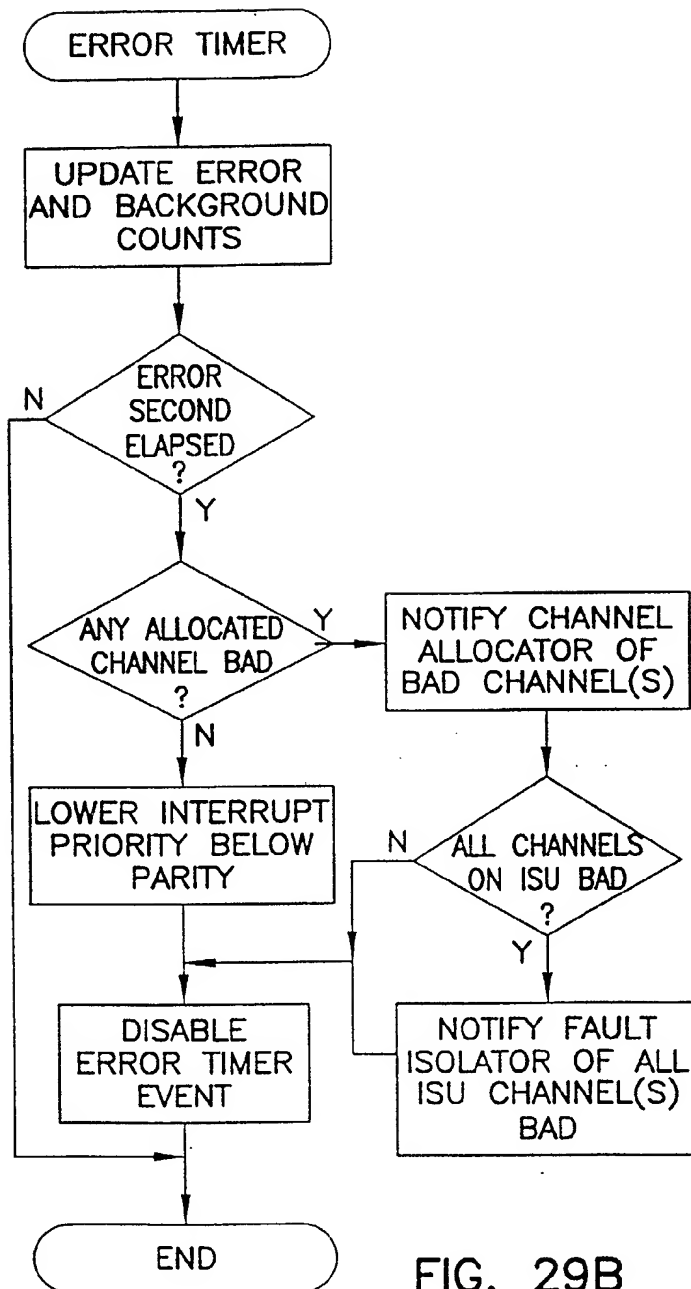 ERROR TIMER
UPDATE ERROR
AND BACKGROUND
COUNTS
N
ERROR
SECOND
ELAPSED
?
Y
ANY ALLOCATED
CHANNEL BAD
?
Y
NOTIFY CHANNEL
ALLOCATOR OF
BAD CHANNEL(S)
N
LOWER INTERRUPT
PRIORITY BELOW
PARITY
N
ALL CHANNELS
ON ISU BAD
?
Y
DISABLE
ERROR TIMER
EVENT
NOTIFY FAULT
ISOLATOR OF ALL
ISU CHANNEL(S)
BAD
END
FIG. 29B